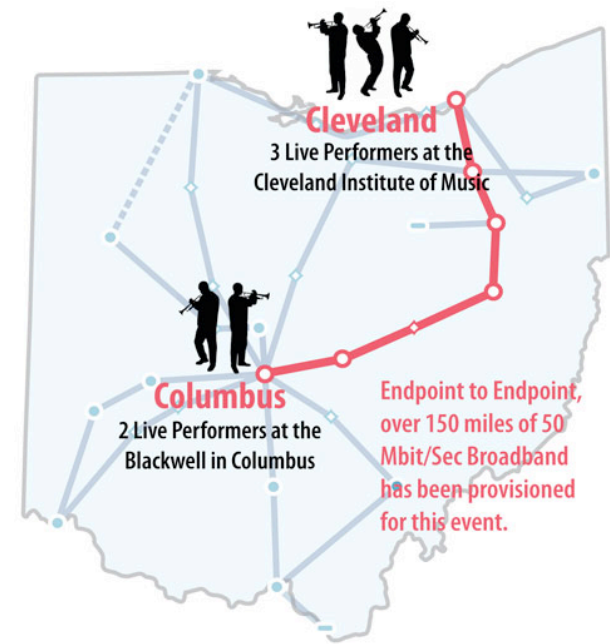 Cleveland
3 Live Performers at the
Cleveland Institute of Music
Columbus
2 Live Performers at the
Blackwell in Columbus
Endpoint to Endpoint,
over 150 miles of 50
Mbit/Sec Broadband
has been provisioned
for this event.